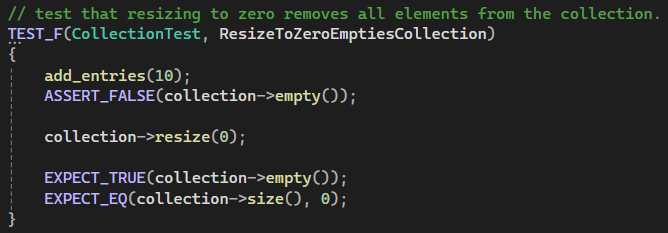 // test that resizing to zero removes all elements from the collection.
TEST_F(CollectionTest, ResizeToZeroEmptiesCollection)
{
    add_entries(10);
    ASSERT_FALSE(collection->empty());

    collection->resize(0);

    EXPECT_TRUE(collection->empty());
    EXPECT_EQ(collection->size(), 0);
}